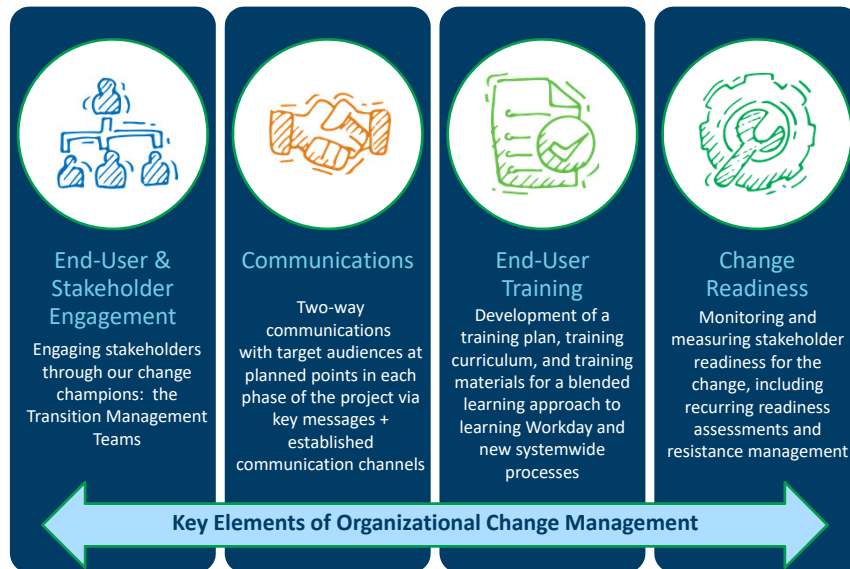 End-User &
Stakeholder
Engagement
Engaging stakeholders
through our change
champions:  the
Transition Management
Teams
Communications
Two-way
communications
with target audiences at
planned points in each
phase of the project via
key messages +
established
communication channels
End-User
Training
Development of a
training plan, training
curriculum, and training
materials for a blended
learning approach to
learning Workday and
new systemwide
processes
Change
Readiness
Monitoring and
measuring stakeholder
readiness for the
change, including
recurring readiness
assessments and
resistance management
Key Elements of Organizational Change Management